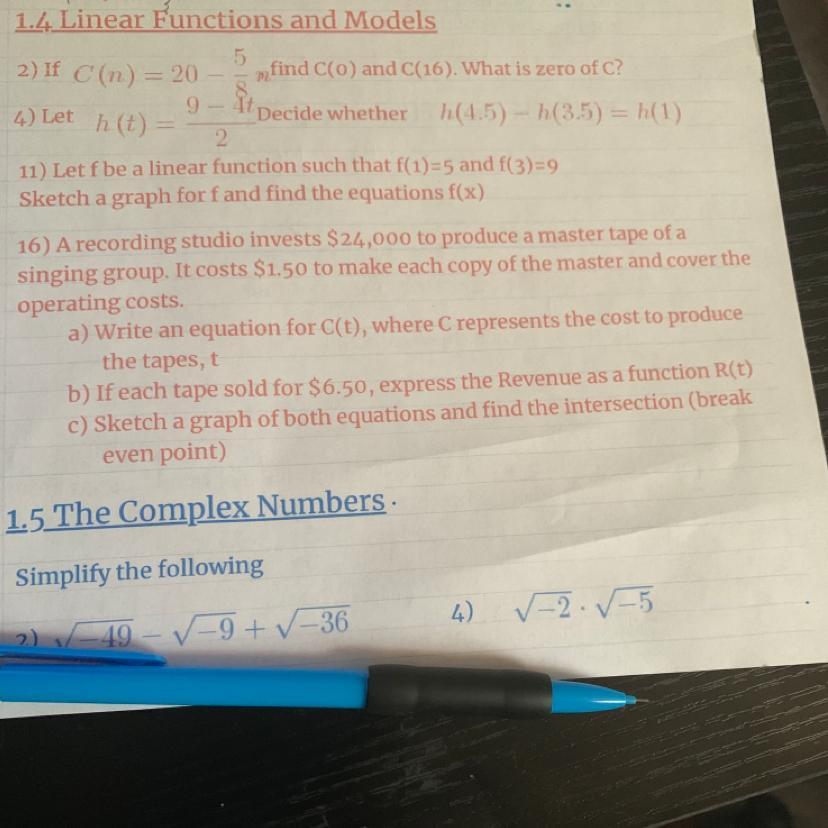 1.4 Linear Functions and Models
2) If C(n) = 20 − 5/8 n find C(0) and C(16). What is zero of C?
4) Let h(t) = (9 − 4t)/2 Decide whether h(4.5) − h(3.5) = h(1)
11) Let f be a linear function such that f(1)=5 and f(3)=9
Sketch a graph for f and find the equations f(x)
16) A recording studio invests $24,000 to produce a master tape of a
singing group. It costs $1.50 to make each copy of the master and cover the
operating costs.
a) Write an equation for C(t), where C represents the cost to produce
the tapes, t
b) If each tape sold for $6.50, express the Revenue as a function R(t)
c) Sketch a graph of both equations and find the intersection (break
even point)
1.5 The Complex Numbers
Simplify the following
2) √−49 − √−9 + √−36 4) √−2 · √−5